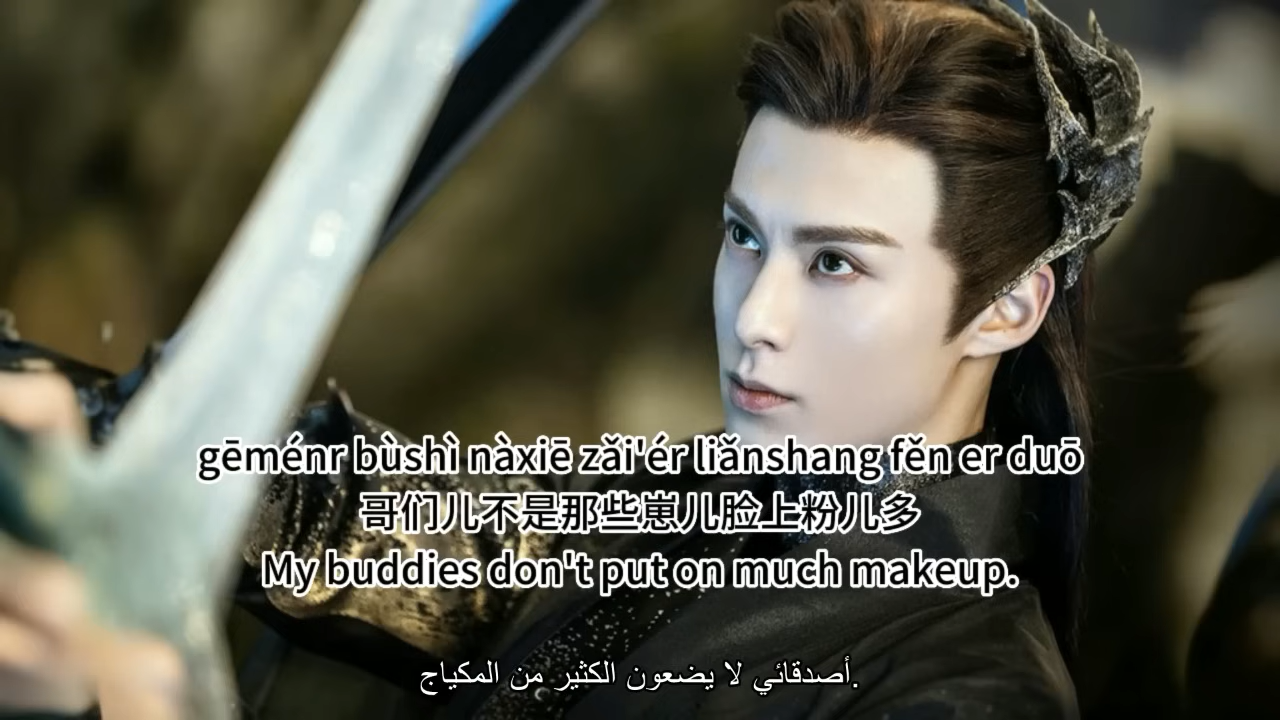 gēménr bùshì nàxiē zǎi'ér liǎnshang fěn er duō
哥们儿不是那些崽儿脸上粉儿多
My buddies don't put on much makeup.
أصدقائي لا يضعون الكثير من المكياج.